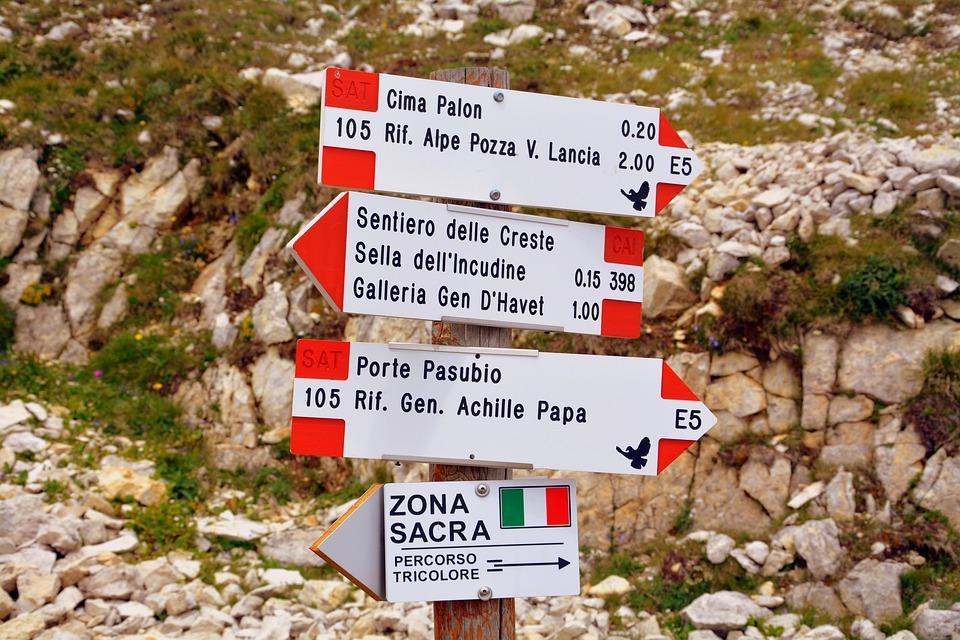 SAT
Cima Palon 0.20
105 Rif. Alpe Pozza V. Lancia 2.00 E5
Sentiero delle Creste CAI
Sella dell'Incudine 0.15 398
Galleria Gen D'Havet 1.00
SAT
Porte Pasubio
105 Rif. Gen. Achille Papa E5
ZONA
SACRA
PERCORSO
TRICOLORE